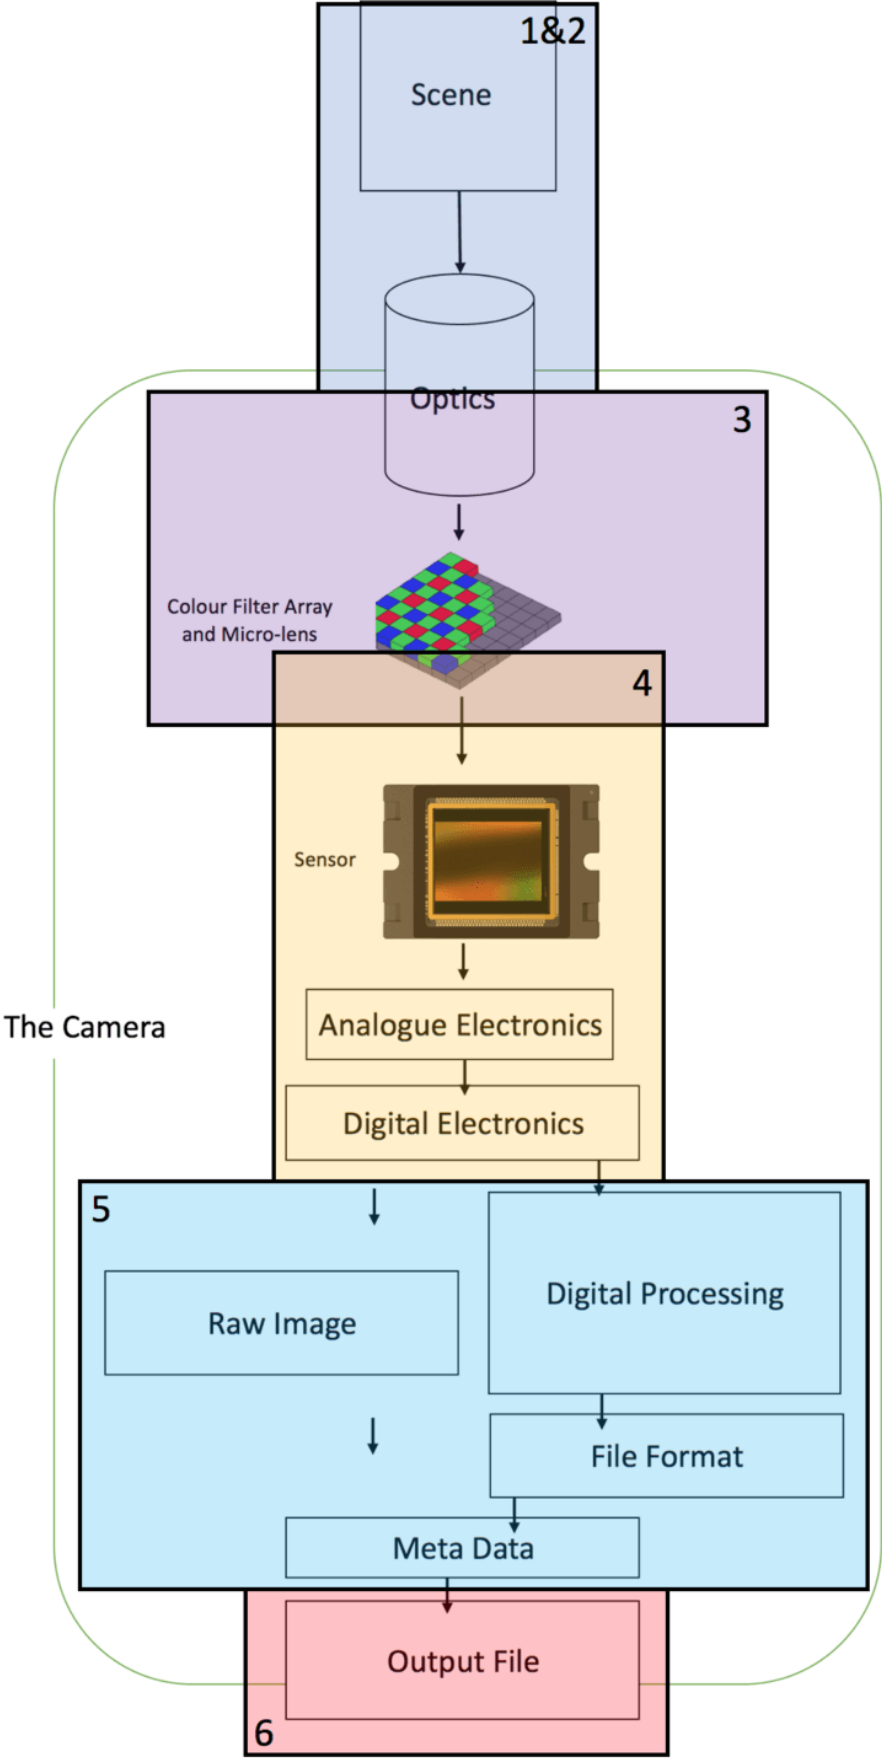 1&2
Scene
Optics
3
Colour Filter Array
and Micro-lens
4
Sensor
Analogue Electronics
The Camera
Digital Electronics
5
Digital Processing
Raw Image
File Format
Meta Data
Output File
6